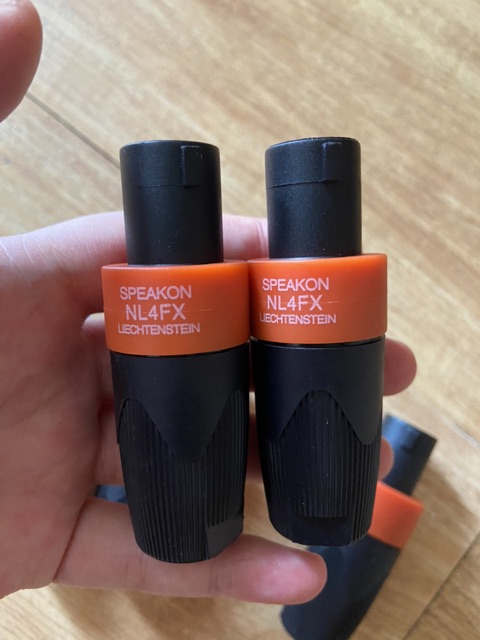 SPEAKON
NL4FX
LIECHTENSTEIN
SPEAKON
NL4FX
LIECHTENSTEIN